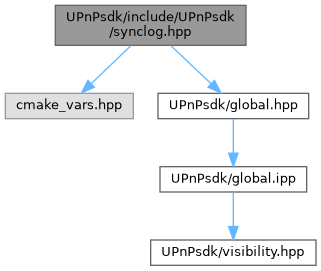 UPnPsdk/include/UPnPsdk
/synclog.hpp
cmake_vars.hpp
UPnPsdk/global.hpp
UPnPsdk/global.ipp
UPnPsdk/visibility.hpp